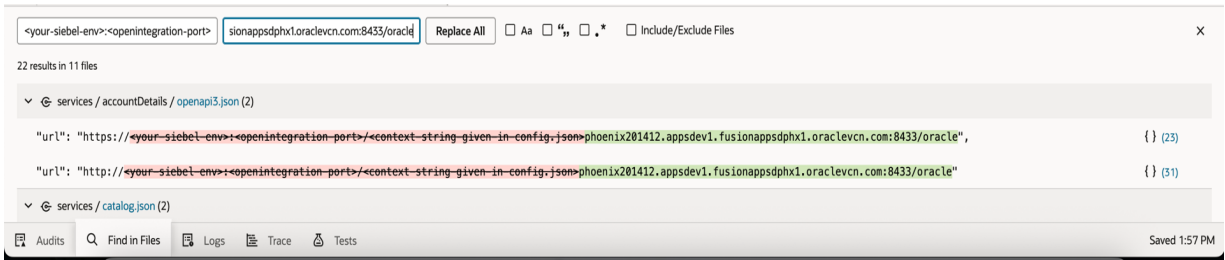 <your-siebel-env>:<openintegration-port> sionappsdphx1.oraclevcn.com:8433/oracle Replace All Aa “„ .* Include/Exclude Files X
22 results in 11 files
services / accountDetails / openapi3.json (2)
"url": "https://<your-siebel-env>:<openintegration-port>/<context-string-given-in-config.json>phoenix201412.appsdev1.fusionappsdphx1.oraclevcn.com:8433/oracle", { } (23)
"url": "http://<your-siebel-env>:<openintegration-port>/<context-string-given-in-config.json>phoenix201412.appsdev1.fusionappsdphx1.oraclevcn.com:8433/oracle" { } (31)
services / catalog.json (2)
Audits Find in Files Logs Trace Tests Saved 1:57 PM